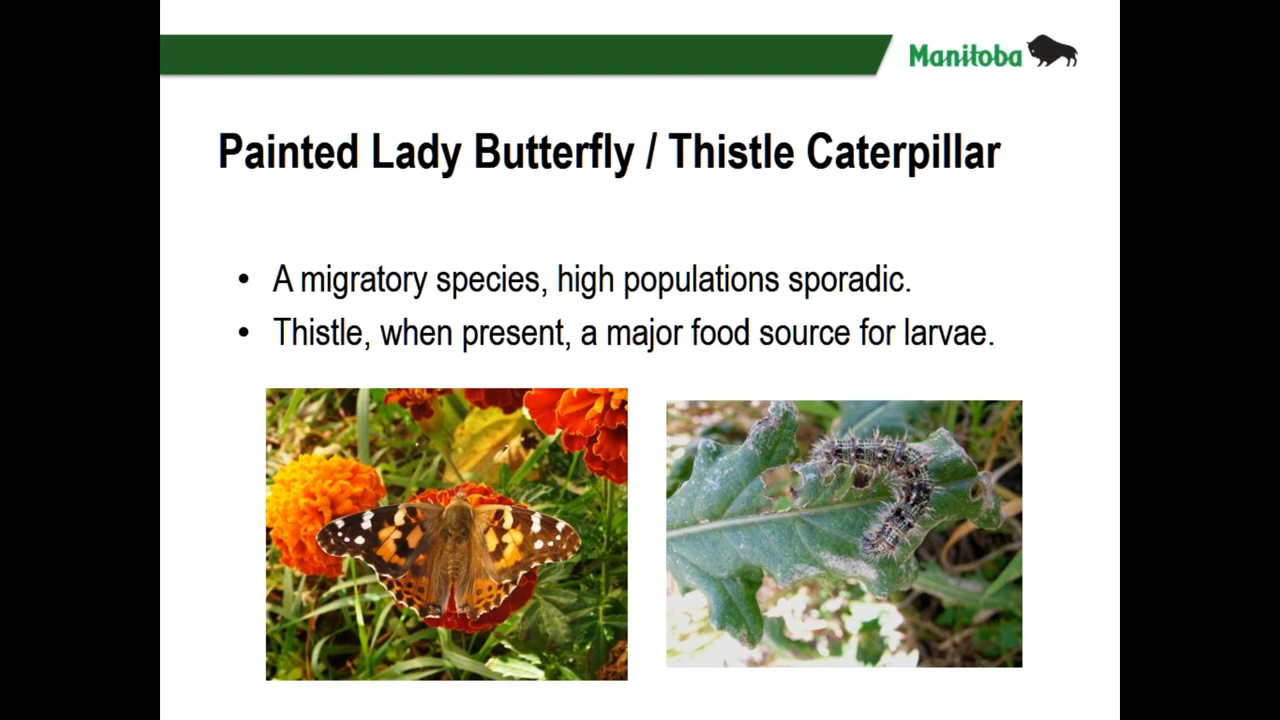 Manitoba
Painted Lady Butterfly / Thistle Caterpillar
• A migratory species, high populations sporadic.
• Thistle, when present, a major food source for larvae.